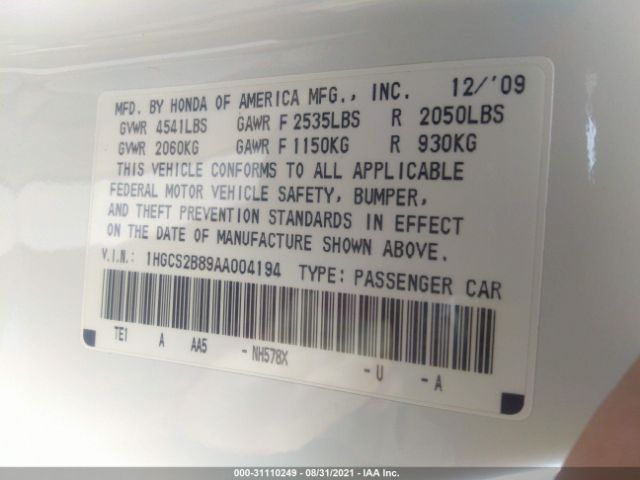 MFD. BY HONDA OF AMERICA MFG., INC. 12/'09
GVWR 4541LBS GAWR F 2535LBS R 2050LBS
GVWR 2060KG GAWR F 1150KG R 930KG
THIS VEHICLE CONFORMS TO ALL APPLICABLE
FEDERAL MOTOR VEHICLE SAFETY, BUMPER,
AND THEFT PREVENTION STANDARDS IN EFFECT
ON THE DATE OF MANUFACTURE SHOWN ABOVE.
V.I.N.: 1HGCS2B89AA004194 TYPE: PASSENGER CAR
TE1 A AA5 - NH578X - U - A
000-31110249 - 08/31/2021 - IAA Inc.